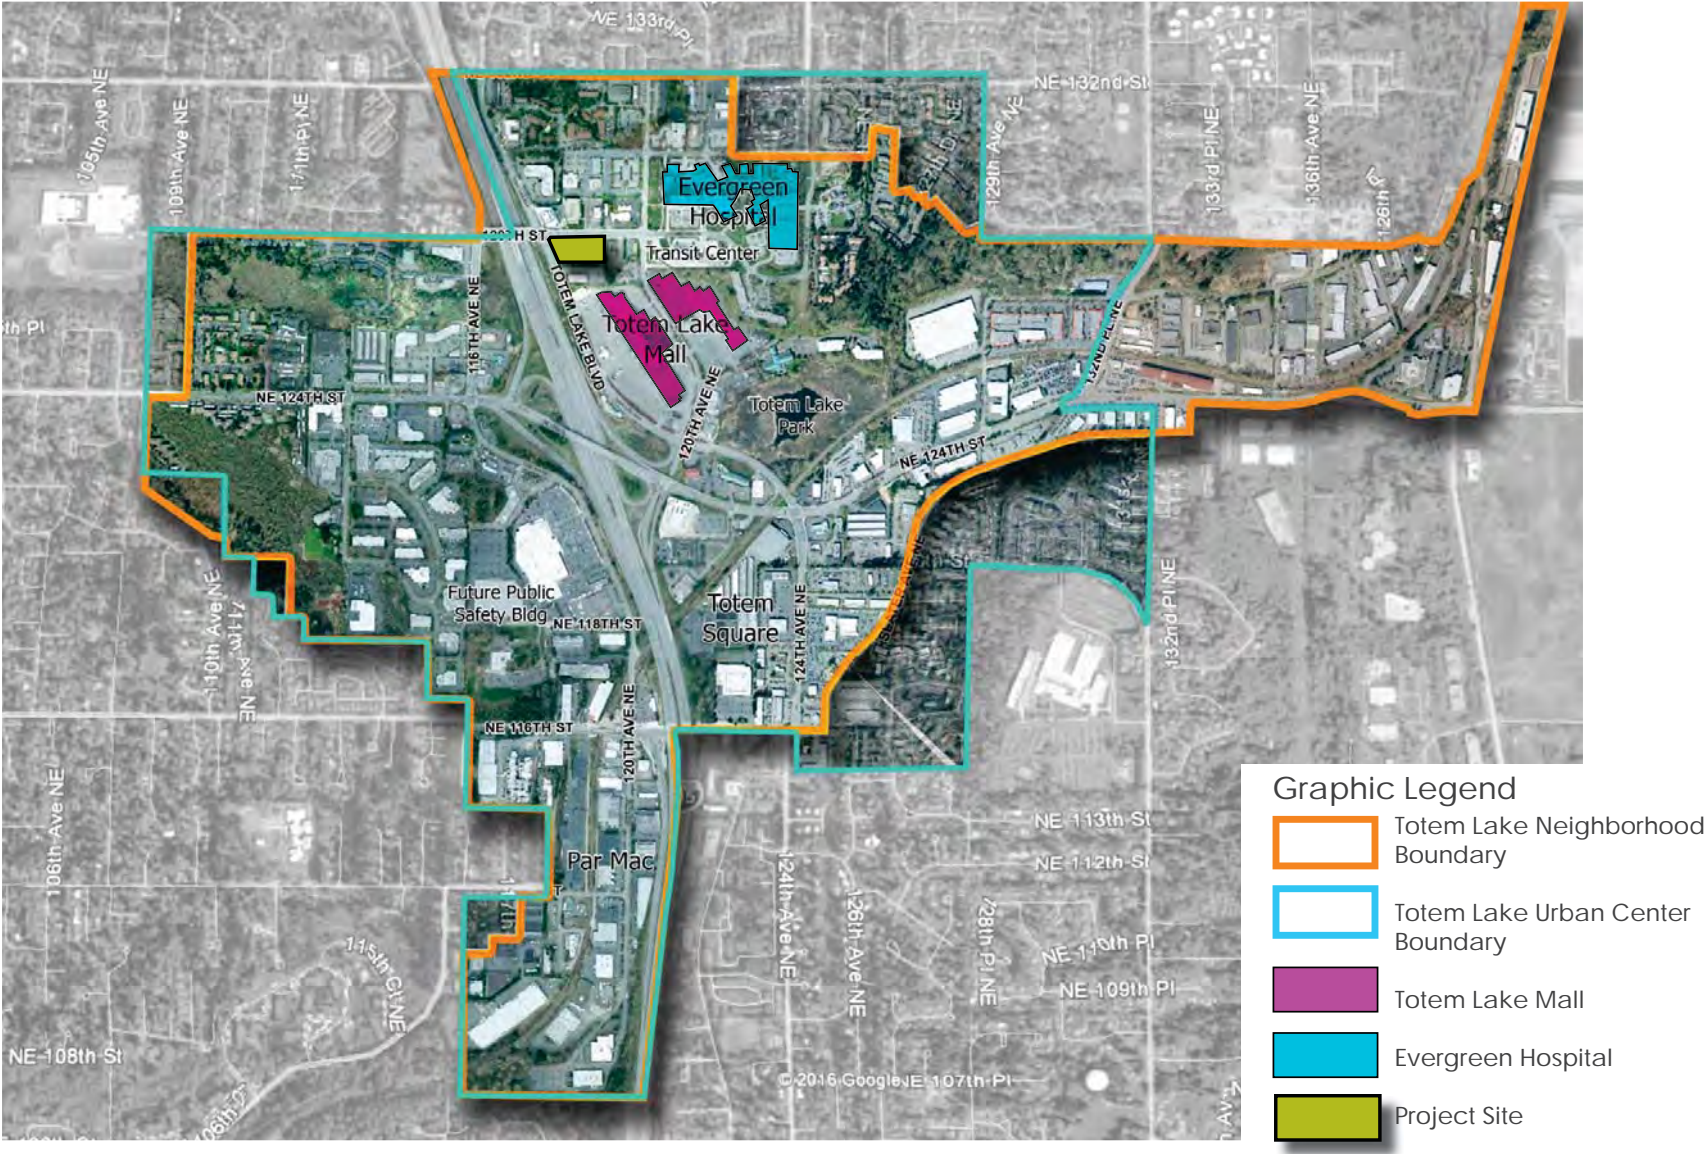 NE 133rd Pl
NE 132nd St
105th Ave NE
109th Ave NE
129th Ave NE
133rd Pl NE
136th Ave NE
Evergreen
Hospital
Transit Center
TOTEM LAKE BLVD
116TH AVE NE
Totem Lake
Mall
132ND PL NE
NE 124TH ST
120TH AVE NE
Totem Lake
Park
NE 124TH ST
Future Public
Safety Bldg
NE 118TH ST
Totem
Square
124TH AVE NE
110th Ave NE
132nd Pl NE
NE 116TH ST
120TH AVE NE
106th Ave NE
Par Mac
NE 113th St
NE 112th St
124th Ave NE
126th Ave NE
128th Pl NE
NE 110th Pl
NE 109th Pl
115th Ct NE
NE 108th St
© 2016 Google
NE 107th Pl
Graphic Legend
Totem Lake Neighborhood
Boundary
Totem Lake Urban Center
Boundary
Totem Lake Mall
Evergreen Hospital
Project Site